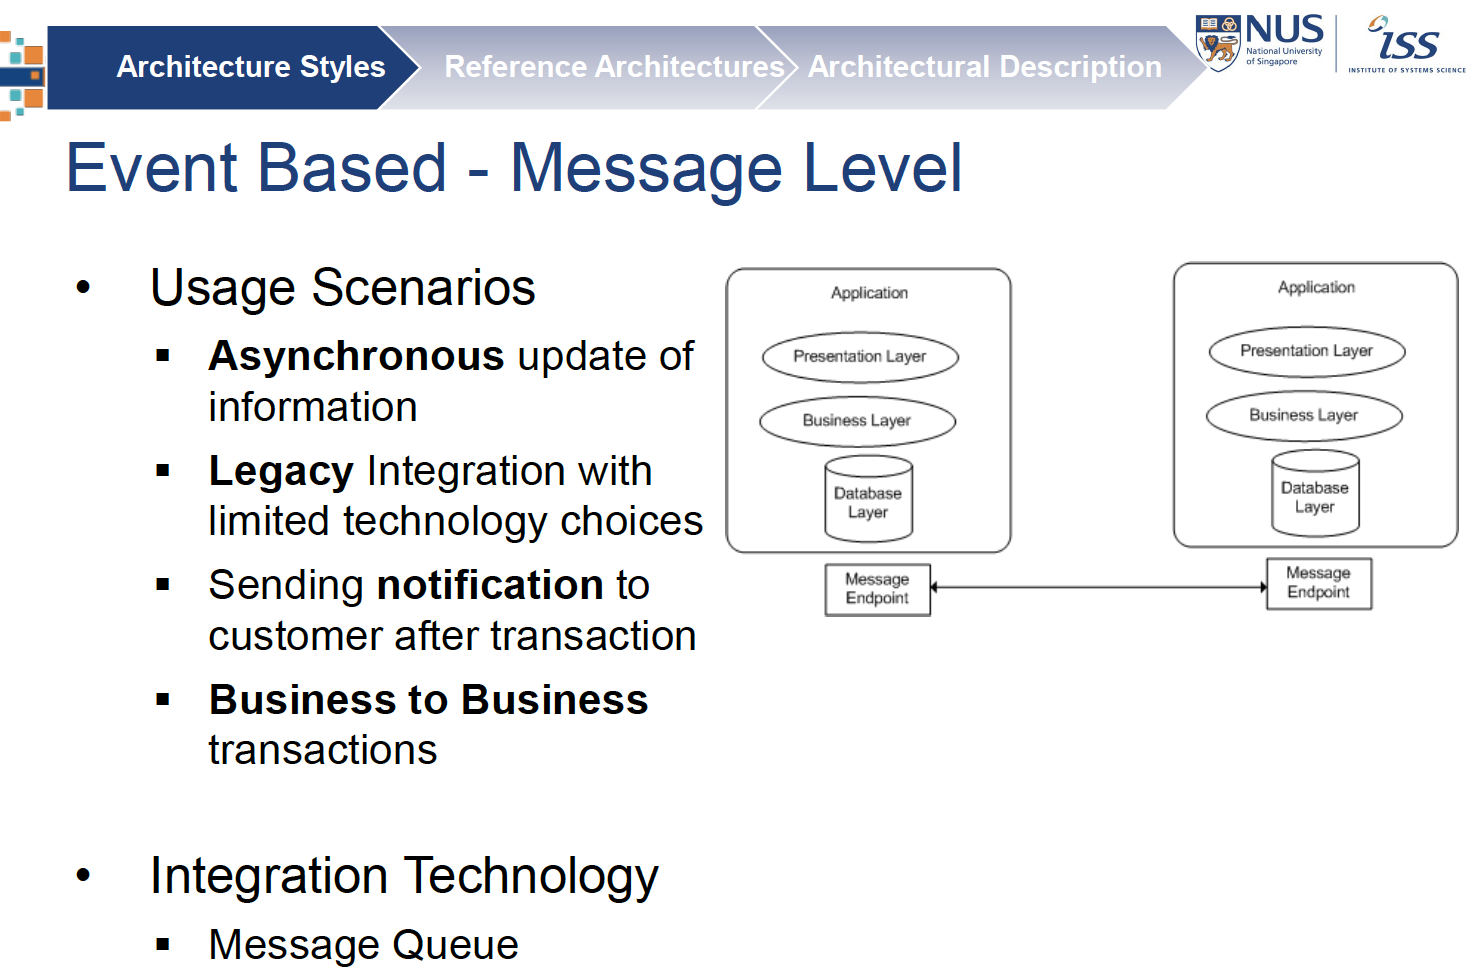 Architecture Styles
Reference Architectures
Architectural Description
NUS
National University
of Singapore
iss
INSTITUTE OF SYSTEMS SCIENCE
Event Based - Message Level
• Usage Scenarios
▪ Asynchronous update of
information
▪ Legacy Integration with
limited technology choices
▪ Sending notification to
customer after transaction
▪ Business to Business
transactions
• Integration Technology
▪ Message Queue
Application
Presentation Layer
Business Layer
Database
Layer
Message
Endpoint
Application
Presentation Layer
Business Layer
Database
Layer
Message
Endpoint